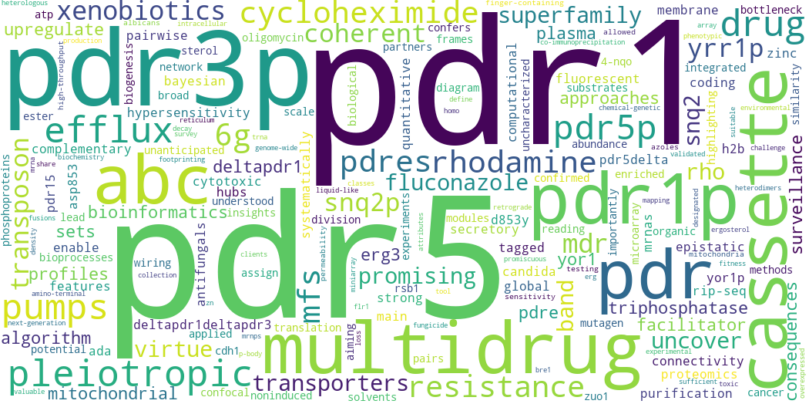 heterologous
albicans
intracellular
finger-containing
array
production
phenotypic
bottleneck
atp
xenobiotics
cycloheximide
superfamily
drug
upregulate
pairwise
oligomycin
coherent
confers
co-immunoprecipitation
allowed
membrane
plasma
yrr1p
zinc
high-throughput
biogenesis
sterol
partners
frames
4-nqo
integrated
network
bayesian
pdr3p
pdr1
broad
fluorescent
substrates
chemical-genetic
environmental
coding
ester
hypersensitivity
scale
diagram
biological
computational
uncharacterized
approaches
similarity
reticulum
decay
survey
trna
genome-wide
define
homo
quantitative
azoles
validated
snq2
highlighting
efflux
6g
complementary
unanticipated
pdr5p
abundance
h2b
challenge
cassette
biochemistry
footprinting
mrna
share
deltapdr1
pdresrhodamine
pdr5delta
enriched
rho
surveillance
pdr15
asp853
cytotoxic
hubs
understood
liquid-like
classes
fluconazole
confirmed
heterodimers
mapping
designated
phosphoproteins
transposon
abc
systematically
snq2p
pdr1p
microarray
bioinformatics
insights
division
experiments
permeability
d853y
modules
retrograde
organic
ergosterol
sets
lead
enable
antifungals
erg3
attributes
secretory
reading
mdr
importantly
mrnas
epistatic
mitochondria
wiring
density
fusions
bioprocesses
profiles
features
pdr5
tagged
yor1
assign
promising
clients
promiscuous
candida
pdr
yor1p
methods
rip-seq
testing
fitness
collection
zn
mfs
rsb1
global
sensitivity
miniarray
band
triphosphatase
mutagen
toxic
amino-terminal
pumps
strong
pdre
flr1
tool
facilitator
consequences
next-generation
deltapdr1deltapdr3
main
translation
fungicide
uncover
algorithm
virtue
applied
mrnps
aiming
loss
multidrug
connectivity
proteomics
experimental
sufficient
potential
ada
cdh1
p-body
pleiotropic
transporters
resistance
pairs
zuo1
purification
cancer
overexpressed
valuable
mitochondrial
confocal
noninduced
solvents
bre1